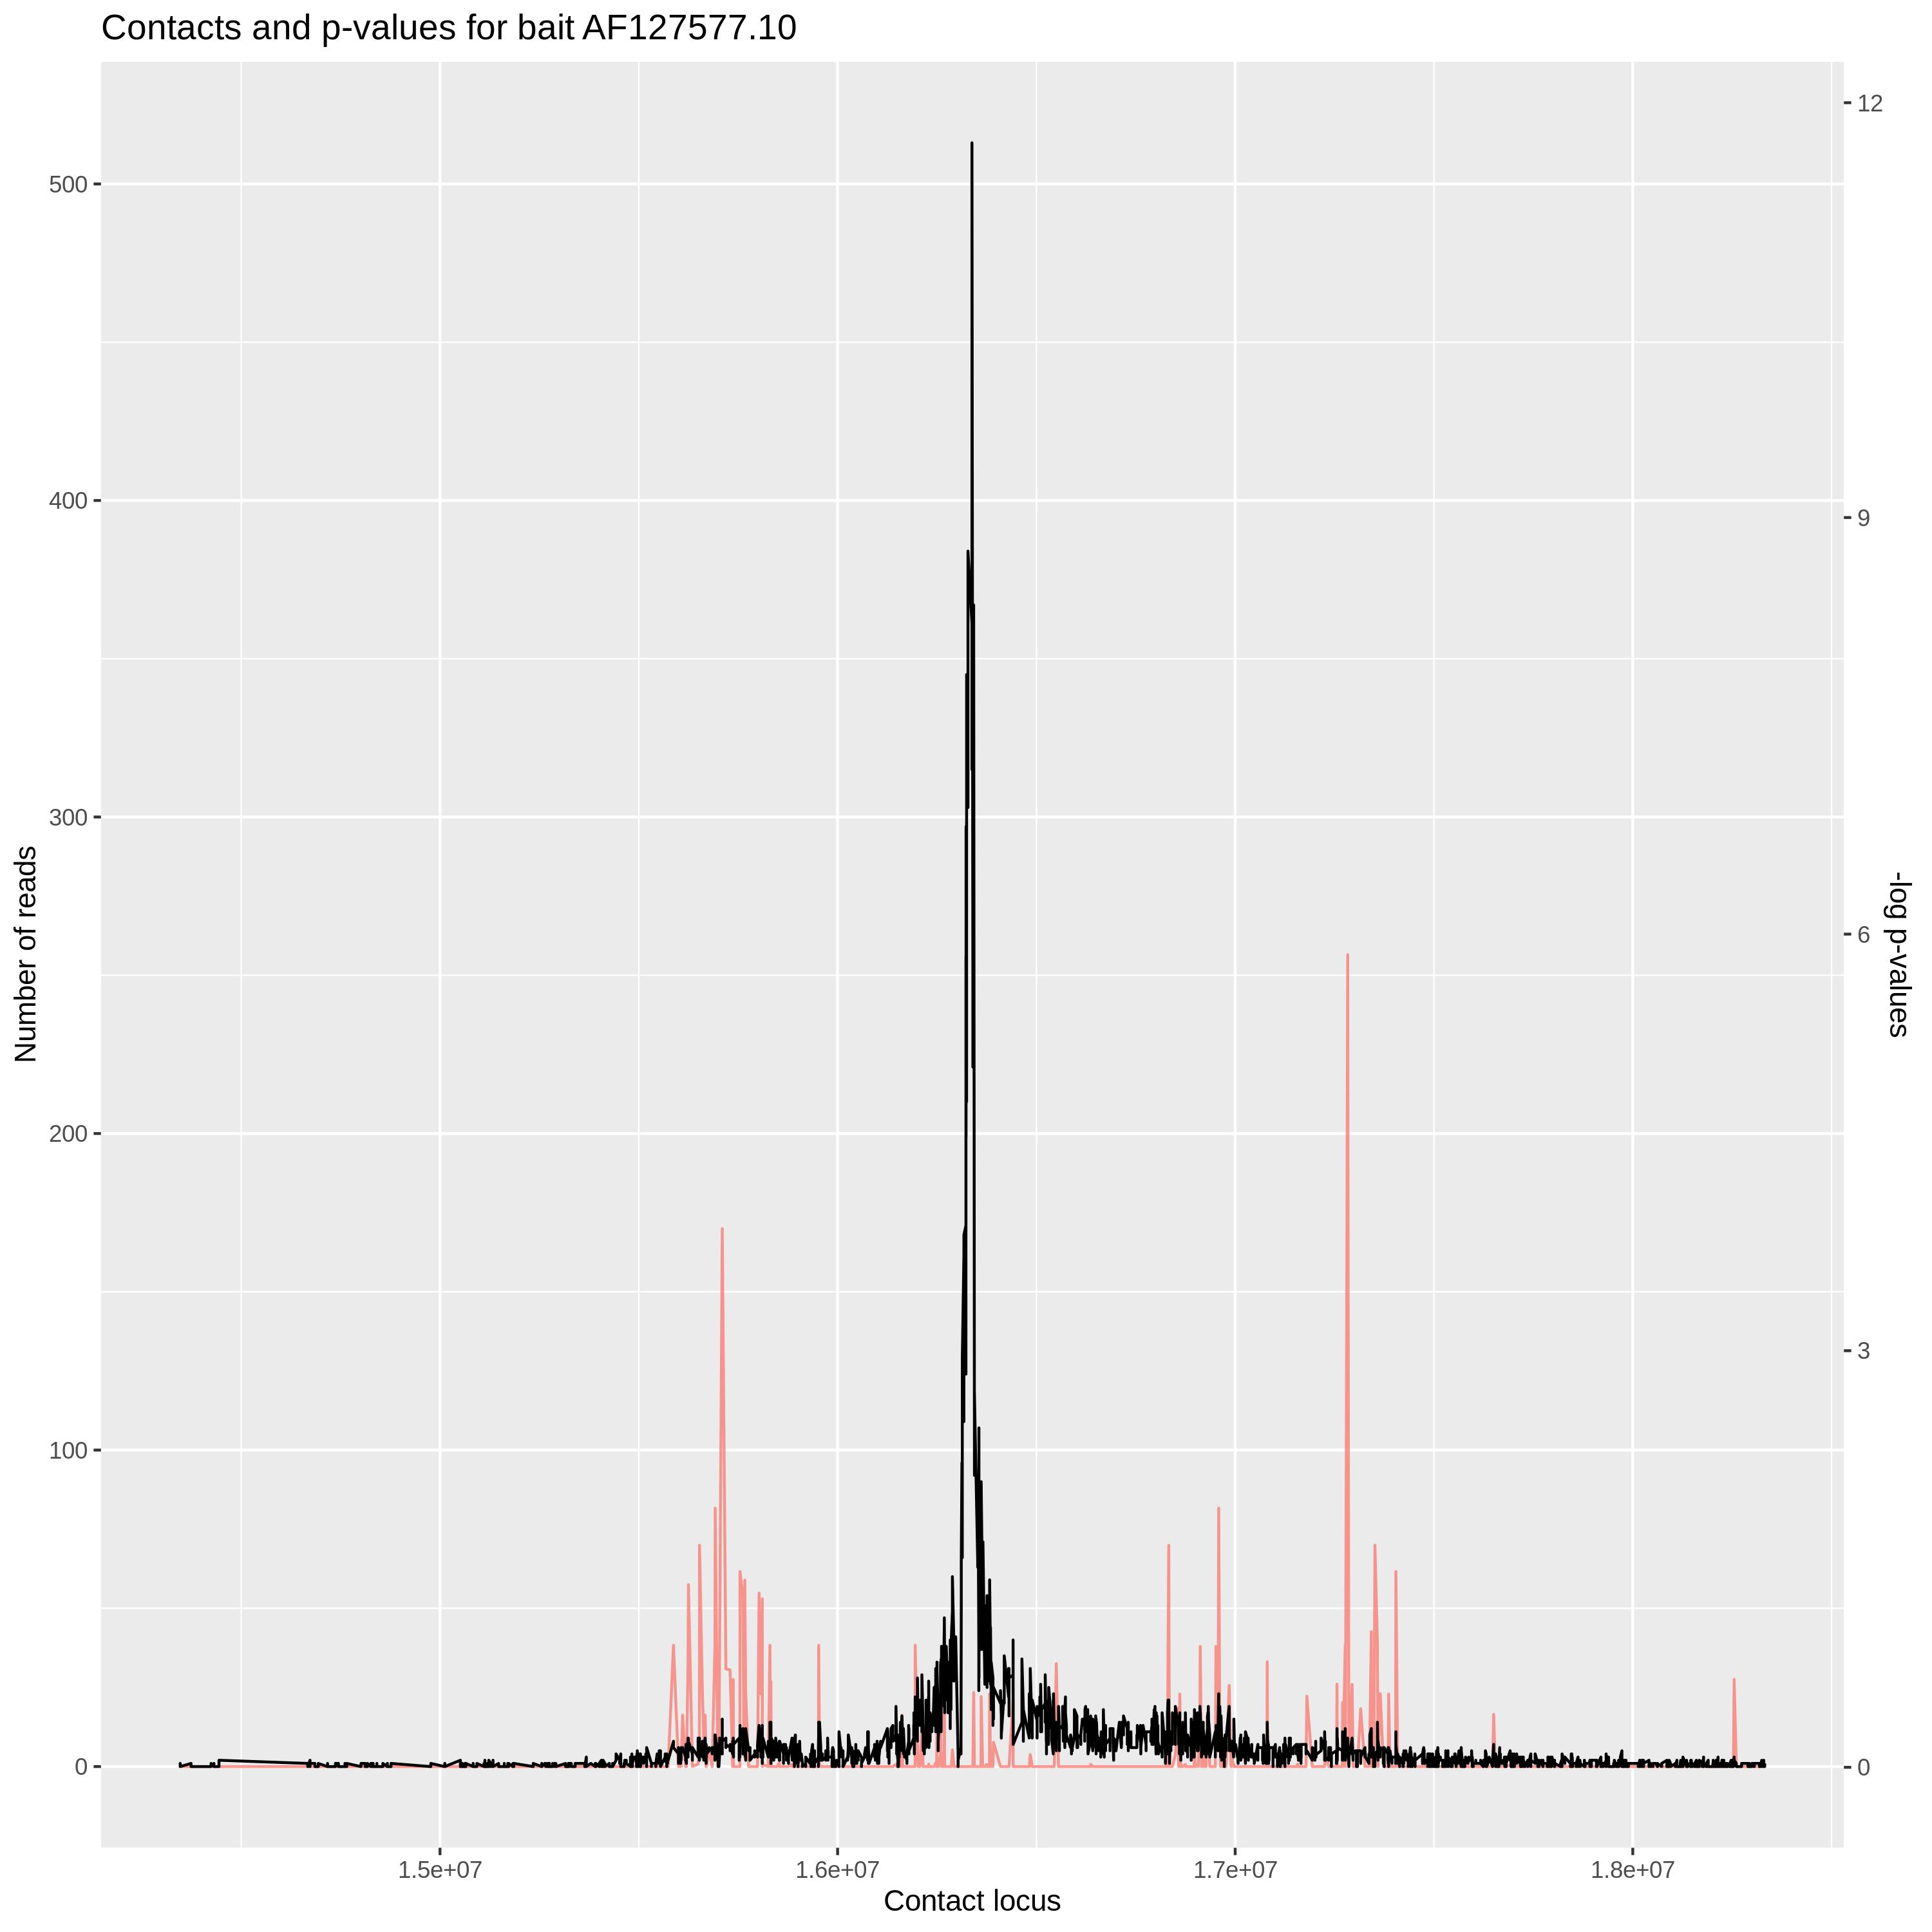 Contacts and p-values for bait AF127577.10
500
400
300
200
100
0
Number of reads
12
9
6
3
0
-log p-values
1.5e+07
1.6e+07
1.7e+07
1.8e+07
Contact locus